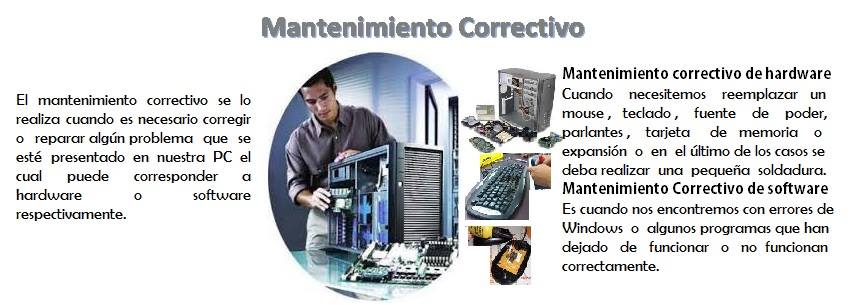 Mantenimiento Correctivo
El mantenimiento correctivo se lo
realiza cuando es necesario corregir
o reparar algún problema que se
esté presentado en nuestra PC el
cual puede corresponder a
hardware o software
respectivamente.
Mantenimiento correctivo de hardware
Cuando necesitemos reemplazar un
mouse , teclado , fuente de poder,
parlantes , tarjeta de memoria o
expansión o en el último de los casos se
deba realizar una pequeña soldadura.
Mantenimiento Correctivo de software
Es cuando nos encontremos con errores de
Windows o algunos programas que han
dejado de funcionar o no funcionan
correctamente.